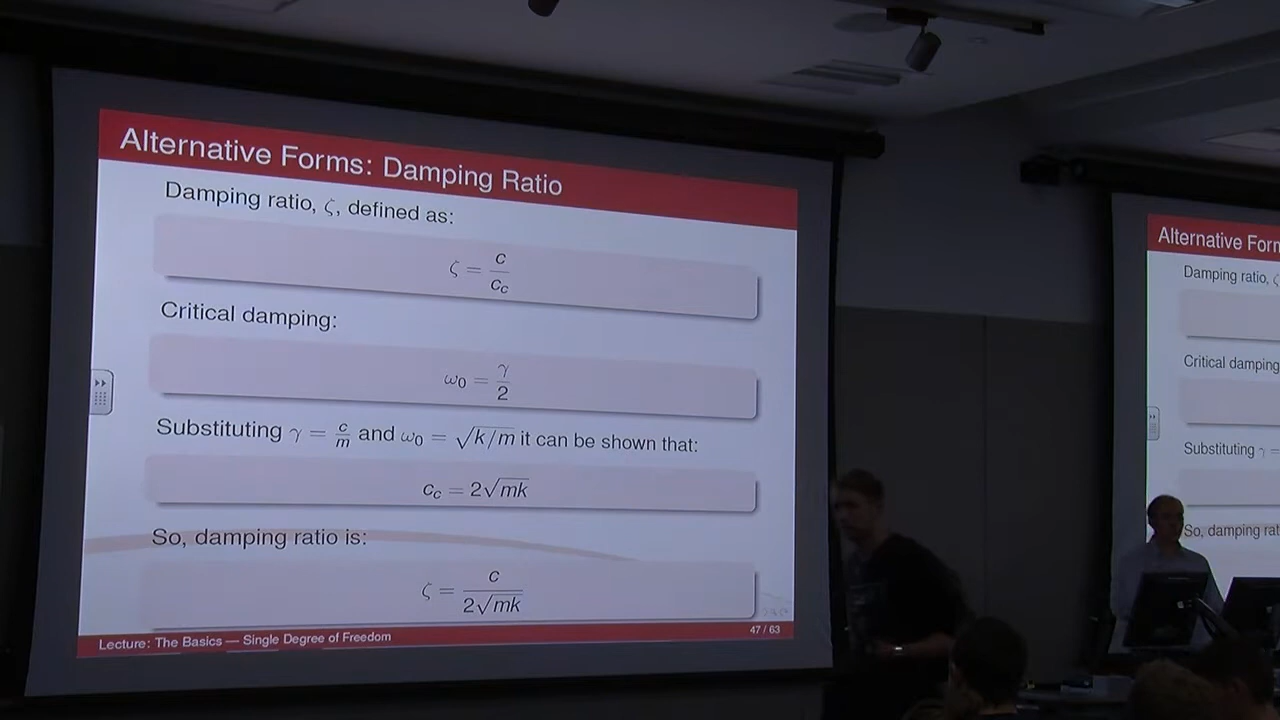 Alternative Forms: Damping Ratio
Damping ratio, ζ, defined as:
ζ = c / c_c
Critical damping:
ω₀ = γ / 2
Substituting γ = c/m and ω₀ = √k/m it can be shown that:
c_c = 2√mk
So, damping ratio is:
ζ = c / 2√mk
Lecture: The Basics — Single Degree of Freedom
47 / 63
Alternative Form
Damping ratio, ζ
Critical damping
Substituting γ =
So, damping rat